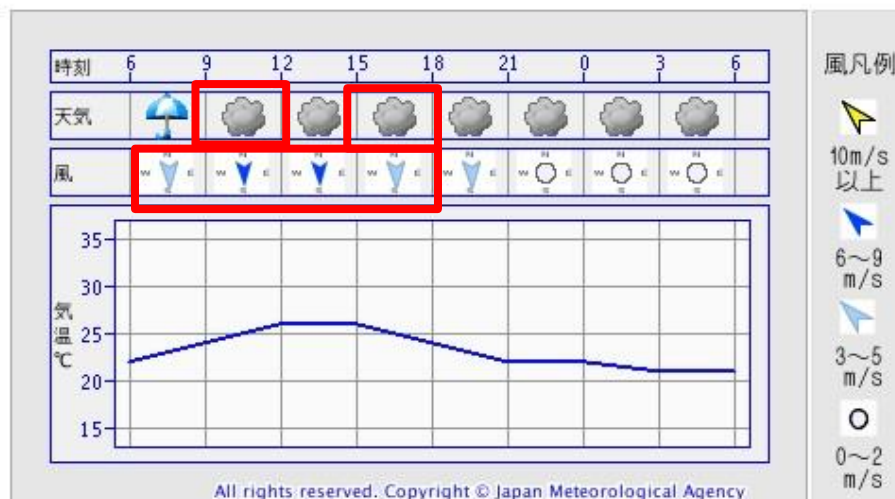 時刻 6 9 12 15 18 21 0 3 6
天気
風
N W E S
N W E S
N W E S
N W E S
N W E S
N W E S
N W E S
N W E S
35
30
25
20
15
気温℃
All rights reserved. Copyright © Japan Meteorological Agency
風凡例
10m/s
以上
6～9
m/s
3～5
m/s
0～2
m/s